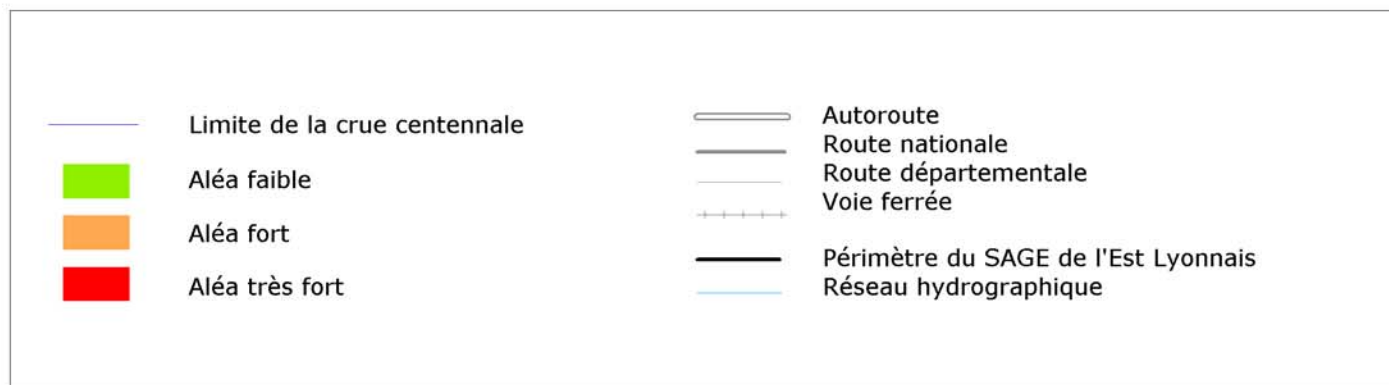 Limite de la crue centennale
Aléa faible
Aléa fort
Aléa très fort
Autoroute
Route nationale
Route départementale
Voie ferrée
Périmètre du SAGE de l'Est Lyonnais
Réseau hydrographique